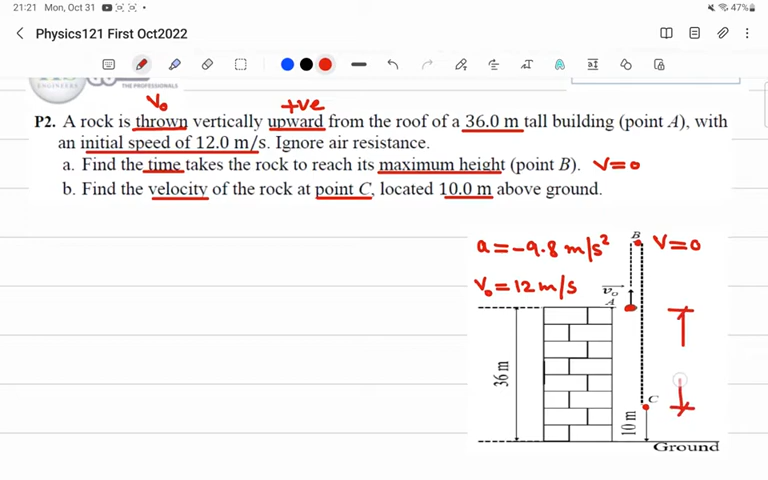 21:21 Mon, Oct 31
47%
Physics121 First Oct2022
ENGINEERS
THE PROFESSIONALS
V₀
+ve
P2. A rock is thrown vertically upward from the roof of a 36.0 m tall building (point A), with
an initial speed of 12.0 m/s. Ignore air resistance.
a. Find the time takes the rock to reach its maximum height (point B). V=0
b. Find the velocity of the rock at point C, located 10.0 m above ground.
a = -9.8 m/s²
B
V=0
V₀ = 12 m/s
v₀
A
36 m
C
10 m
Ground